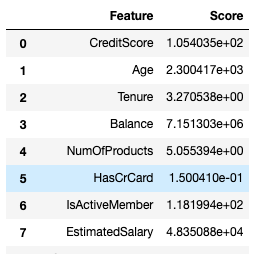 Feature Score
0 CreditScore 1.054035e+02
1 Age 2.300417e+03
2 Tenure 3.270538e+00
3 Balance 7.151303e+06
4 NumOfProducts 5.055394e+00
5 HasCrCard 1.500410e-01
6 IsActiveMember 1.181994e+02
7 EstimatedSalary 4.835088e+04